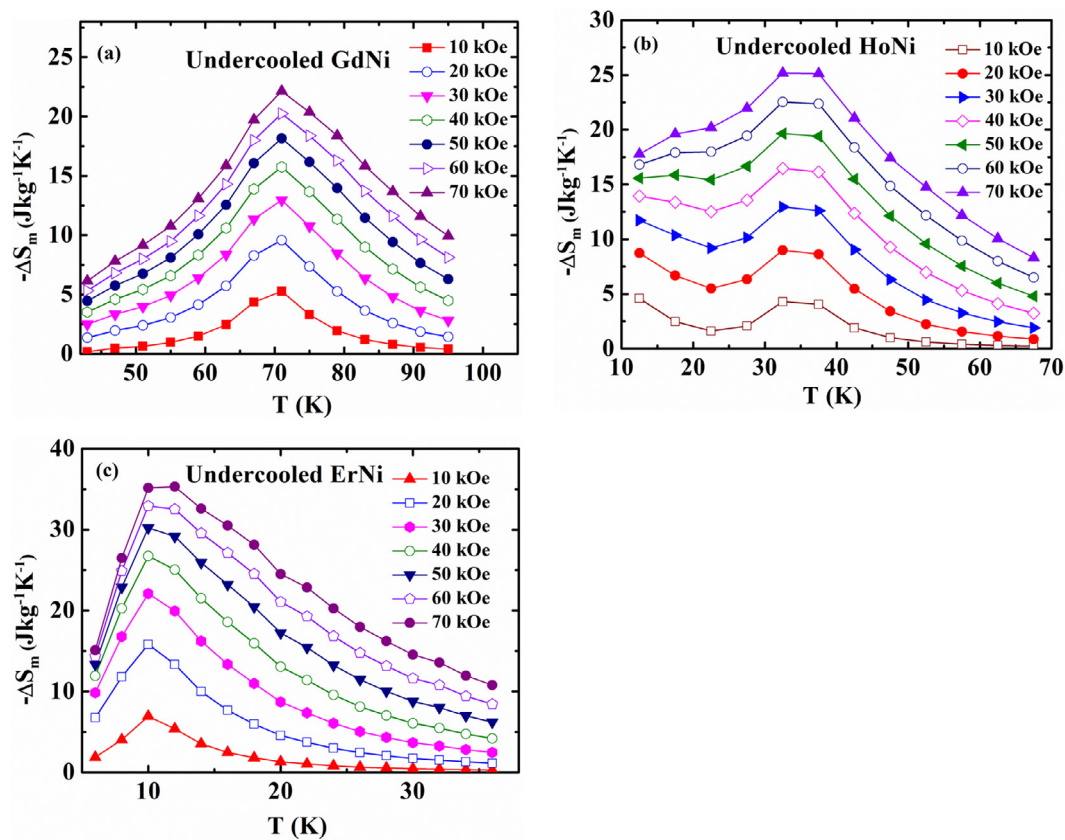 (a)
Undercooled GdNi
10 kOe
20 kOe
30 kOe
40 kOe
50 kOe
60 kOe
70 kOe
25
20
15
10
5
0
-ΔSₘ (Jkg⁻¹K⁻¹)
50 60 70 80 90 100
T (K)
(b)
Undercooled HoNi
10 kOe
20 kOe
30 kOe
40 kOe
50 kOe
60 kOe
70 kOe
30
25
20
15
10
5
0
-ΔSₘ (Jkg⁻¹K⁻¹)
10 20 30 40 50 60 70
T (K)
(c)
Undercooled ErNi
10 kOe
20 kOe
30 kOe
40 kOe
50 kOe
60 kOe
70 kOe
40
30
20
10
0
-ΔSₘ (Jkg⁻¹K⁻¹)
10 20 30
T (K)